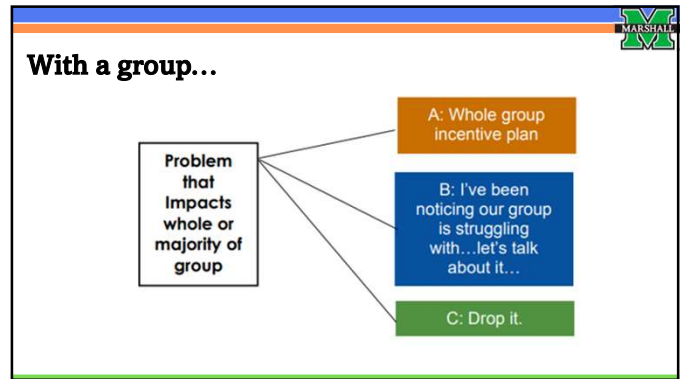 MARSHALL
With a group...
Problem
that
Impacts
whole or
majority of
group
A: Whole group
incentive plan
B: I've been
noticing our group
is struggling
with...let's talk
about it...
C: Drop it.